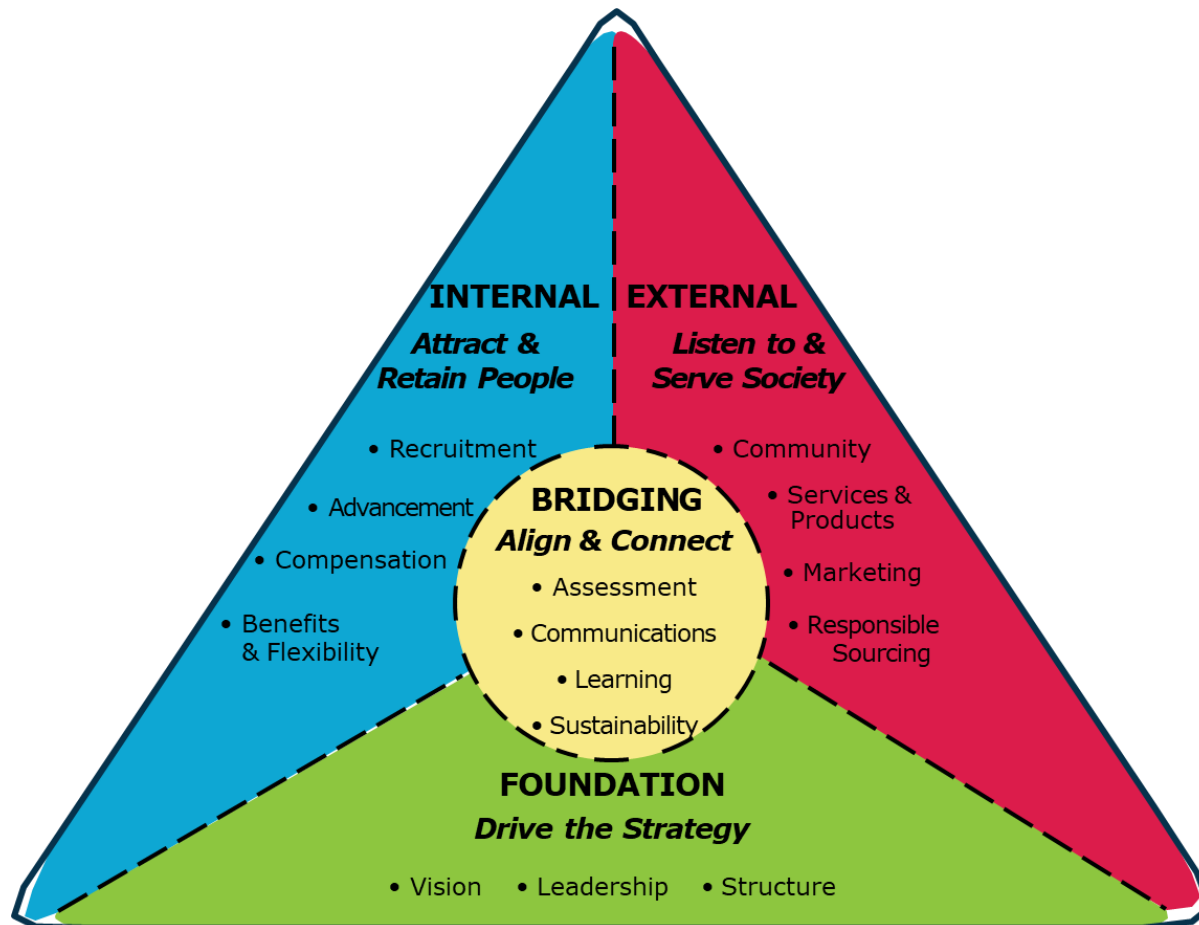 INTERNAL
Attract &
Retain People
• Recruitment
• Advancement
• Compensation
• Benefits
& Flexibility
EXTERNAL
Listen to &
Serve Society
• Community
• Services &
Products
• Marketing
• Responsible
Sourcing
BRIDGING
Align & Connect
• Assessment
• Communications
• Learning
• Sustainability
FOUNDATION
Drive the Strategy
• Vision • Leadership • Structure